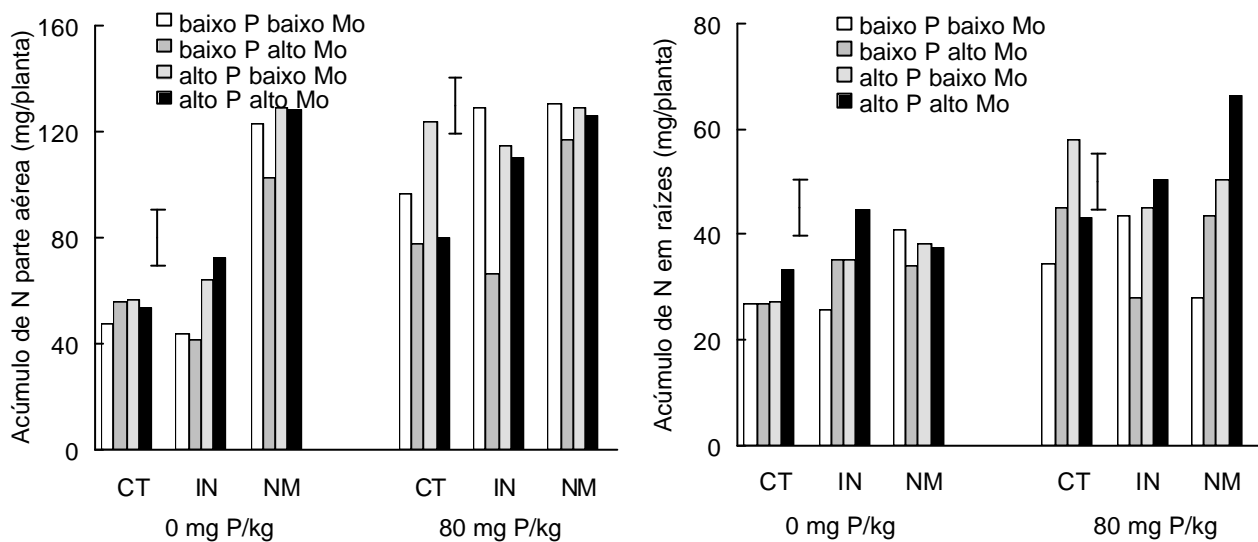 Acúmulo de N parte aérea (mg/planta)
160
120
80
40
0
baixo P baixo Mo
baixo P alto Mo
alto P baixo Mo
alto P alto Mo
CT IN NM CT IN NM
0 mg P/kg 80 mg P/kg
Acúmulo de N em raízes (mg/planta)
80
60
40
20
0
baixo P baixo Mo
baixo P alto Mo
alto P baixo Mo
alto P alto Mo
CT IN NM CT IN NM
0 mg P/kg 80 mg P/kg